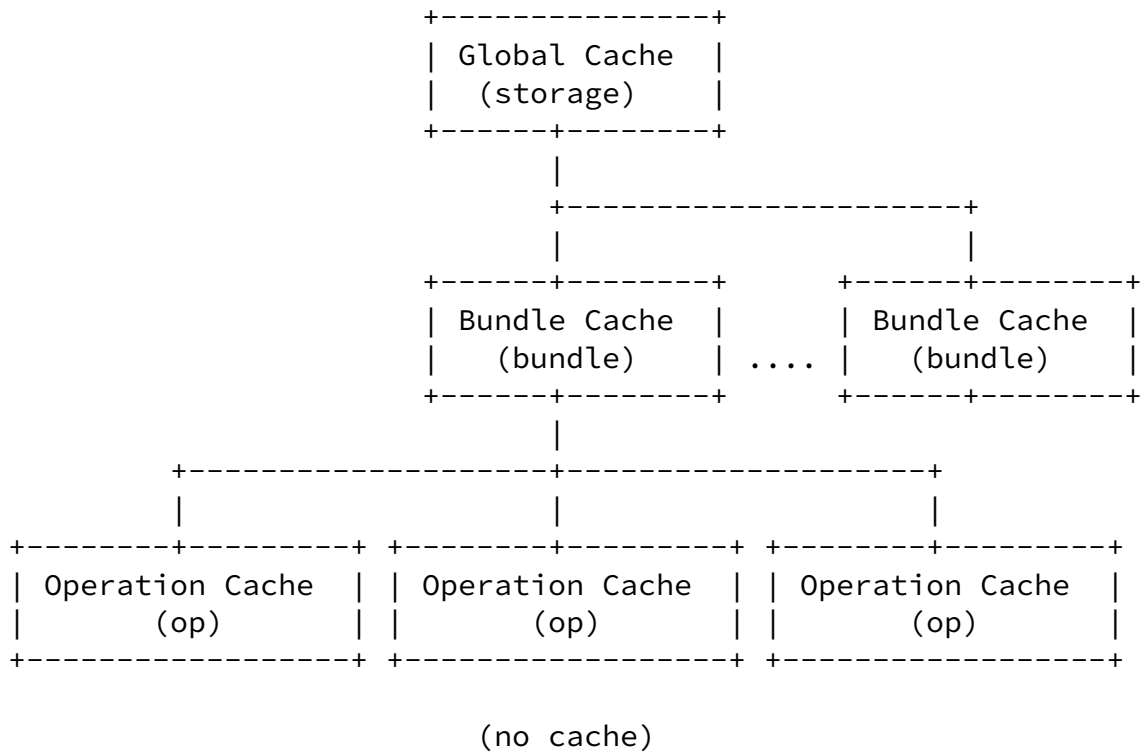 Global Cache
(storage)
Bundle Cache Bundle Cache
(bundle) .... (bundle)
Operation Cache Operation Cache Operation Cache
(op) (op) (op)
(no cache)